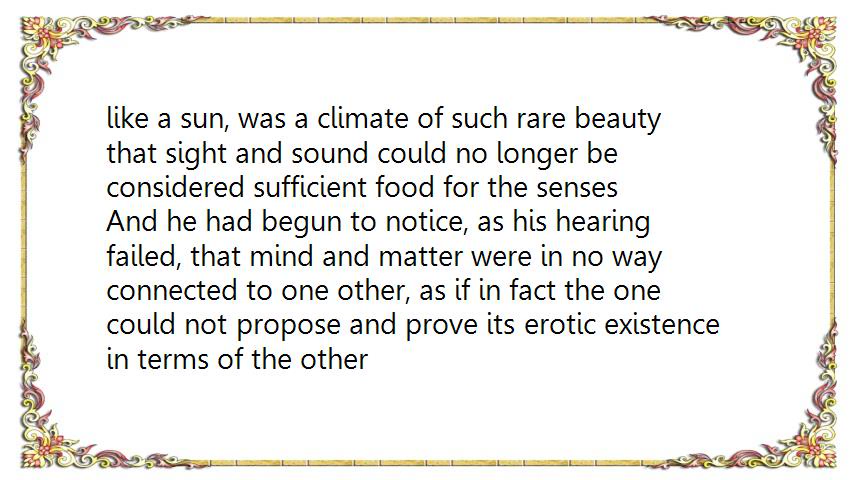 like a sun, was a climate of such rare beauty
that sight and sound could no longer be
considered sufficient food for the senses
And he had begun to notice, as his hearing
failed, that mind and matter were in no way
connected to one other, as if in fact the one
could not propose and prove its erotic existence
in terms of the other